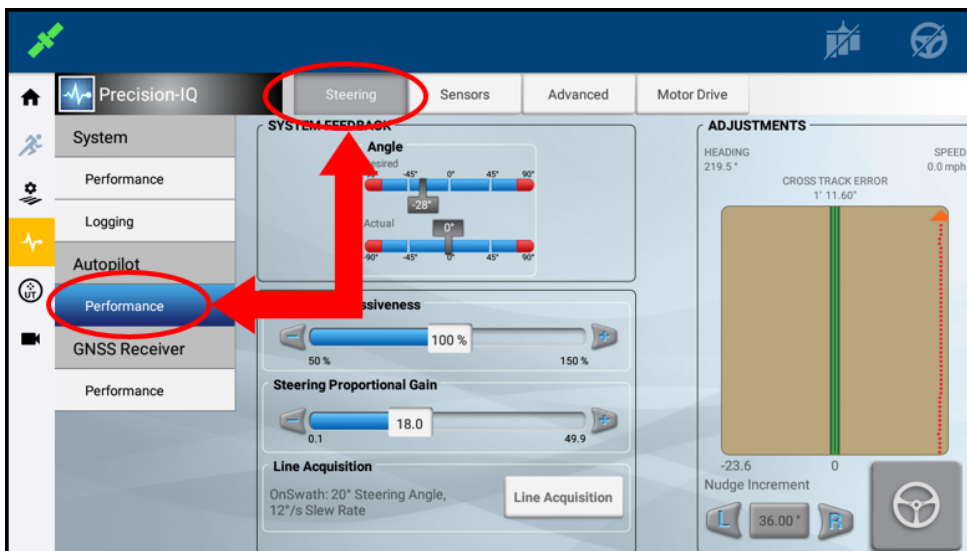 Precision-IQ
Steering
Sensors
Advanced
Motor Drive
System
Performance
Logging
Autopilot
Performance
GNSS Receiver
Performance
UT
SYSTEM FEEDBACK
Angle
-45° 0° 45° 90°
-28°
Actual
0°
-90° -45° 0° 45° 90°
100 %
50 %
150 %
Steering Proportional Gain
18.0
0.1
49.9
Line Acquisition
OnSwath: 20° Steering Angle,
12°/s Slew Rate
Line Acquisition
ADJUSTMENTS
HEADING
219.5 °
SPEED
0.0 mph
CROSS TRACK ERROR
1' 11.60"
-23.6
0
Nudge Increment
L
36.00 "
R